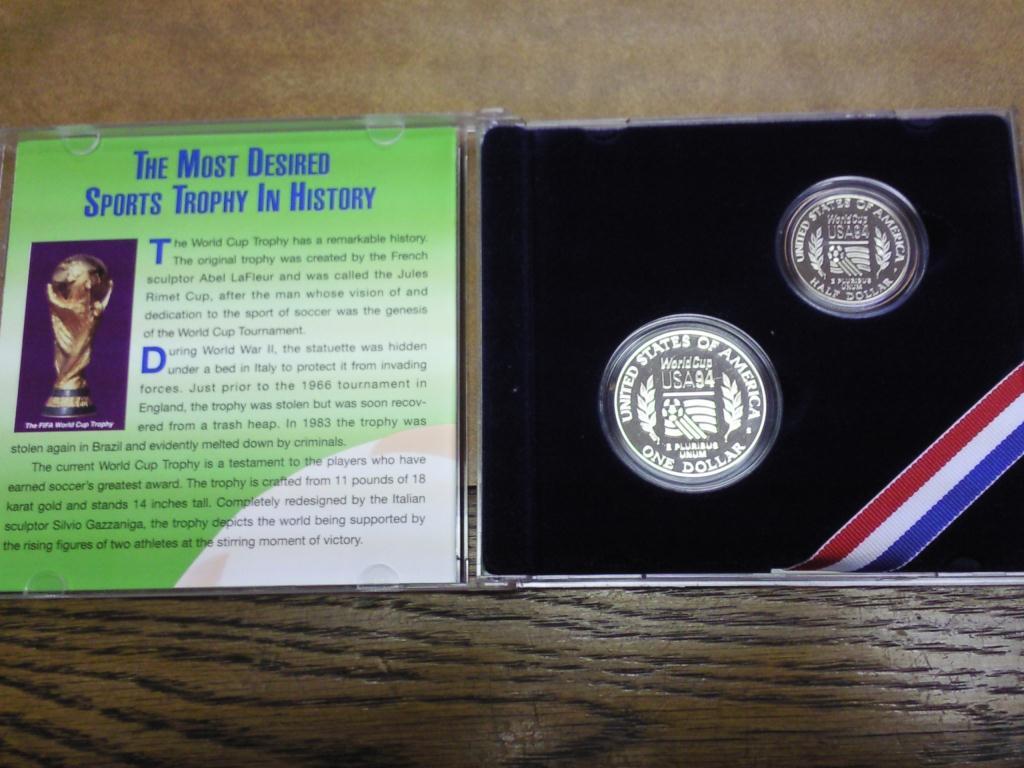 THE MOST DESIRED
SPORTS TROPHY IN HISTORY
The World Cup Trophy has a remarkable history.
The original trophy was created by the French
sculptor Abel LaFleur and was called the Jules
Rimet Cup, after the man whose vision of and
dedication to the sport of soccer was the genesis
of the World Cup Tournament.
During World War II, the statuette was hidden
under a bed in Italy to protect it from invading
forces. Just prior to the 1966 tournament in
England, the trophy was stolen but was soon recov-
ered from a trash heap. In 1983 the trophy was
stolen again in Brazil and evidently melted down by criminals.
The current World Cup Trophy is a testament to the players who have
earned soccer's greatest award. The trophy is crafted from 11 pounds of 18
karat gold and stands 14 inches tall. Completely redesigned by the Italian
sculptor Silvio Gazzaniga, the trophy depicts the world being supported by
the rising figures of two athletes at the stirring moment of victory.
The FIFA World Cup Trophy
UNITED STATES OF AMERICA
World Cup
USA94
E PLURIBUS
UNUM
HALF DOLLAR
UNITED STATES OF AMERICA
World Cup
USA94
E PLURIBUS
UNUM
ONE DOLLAR